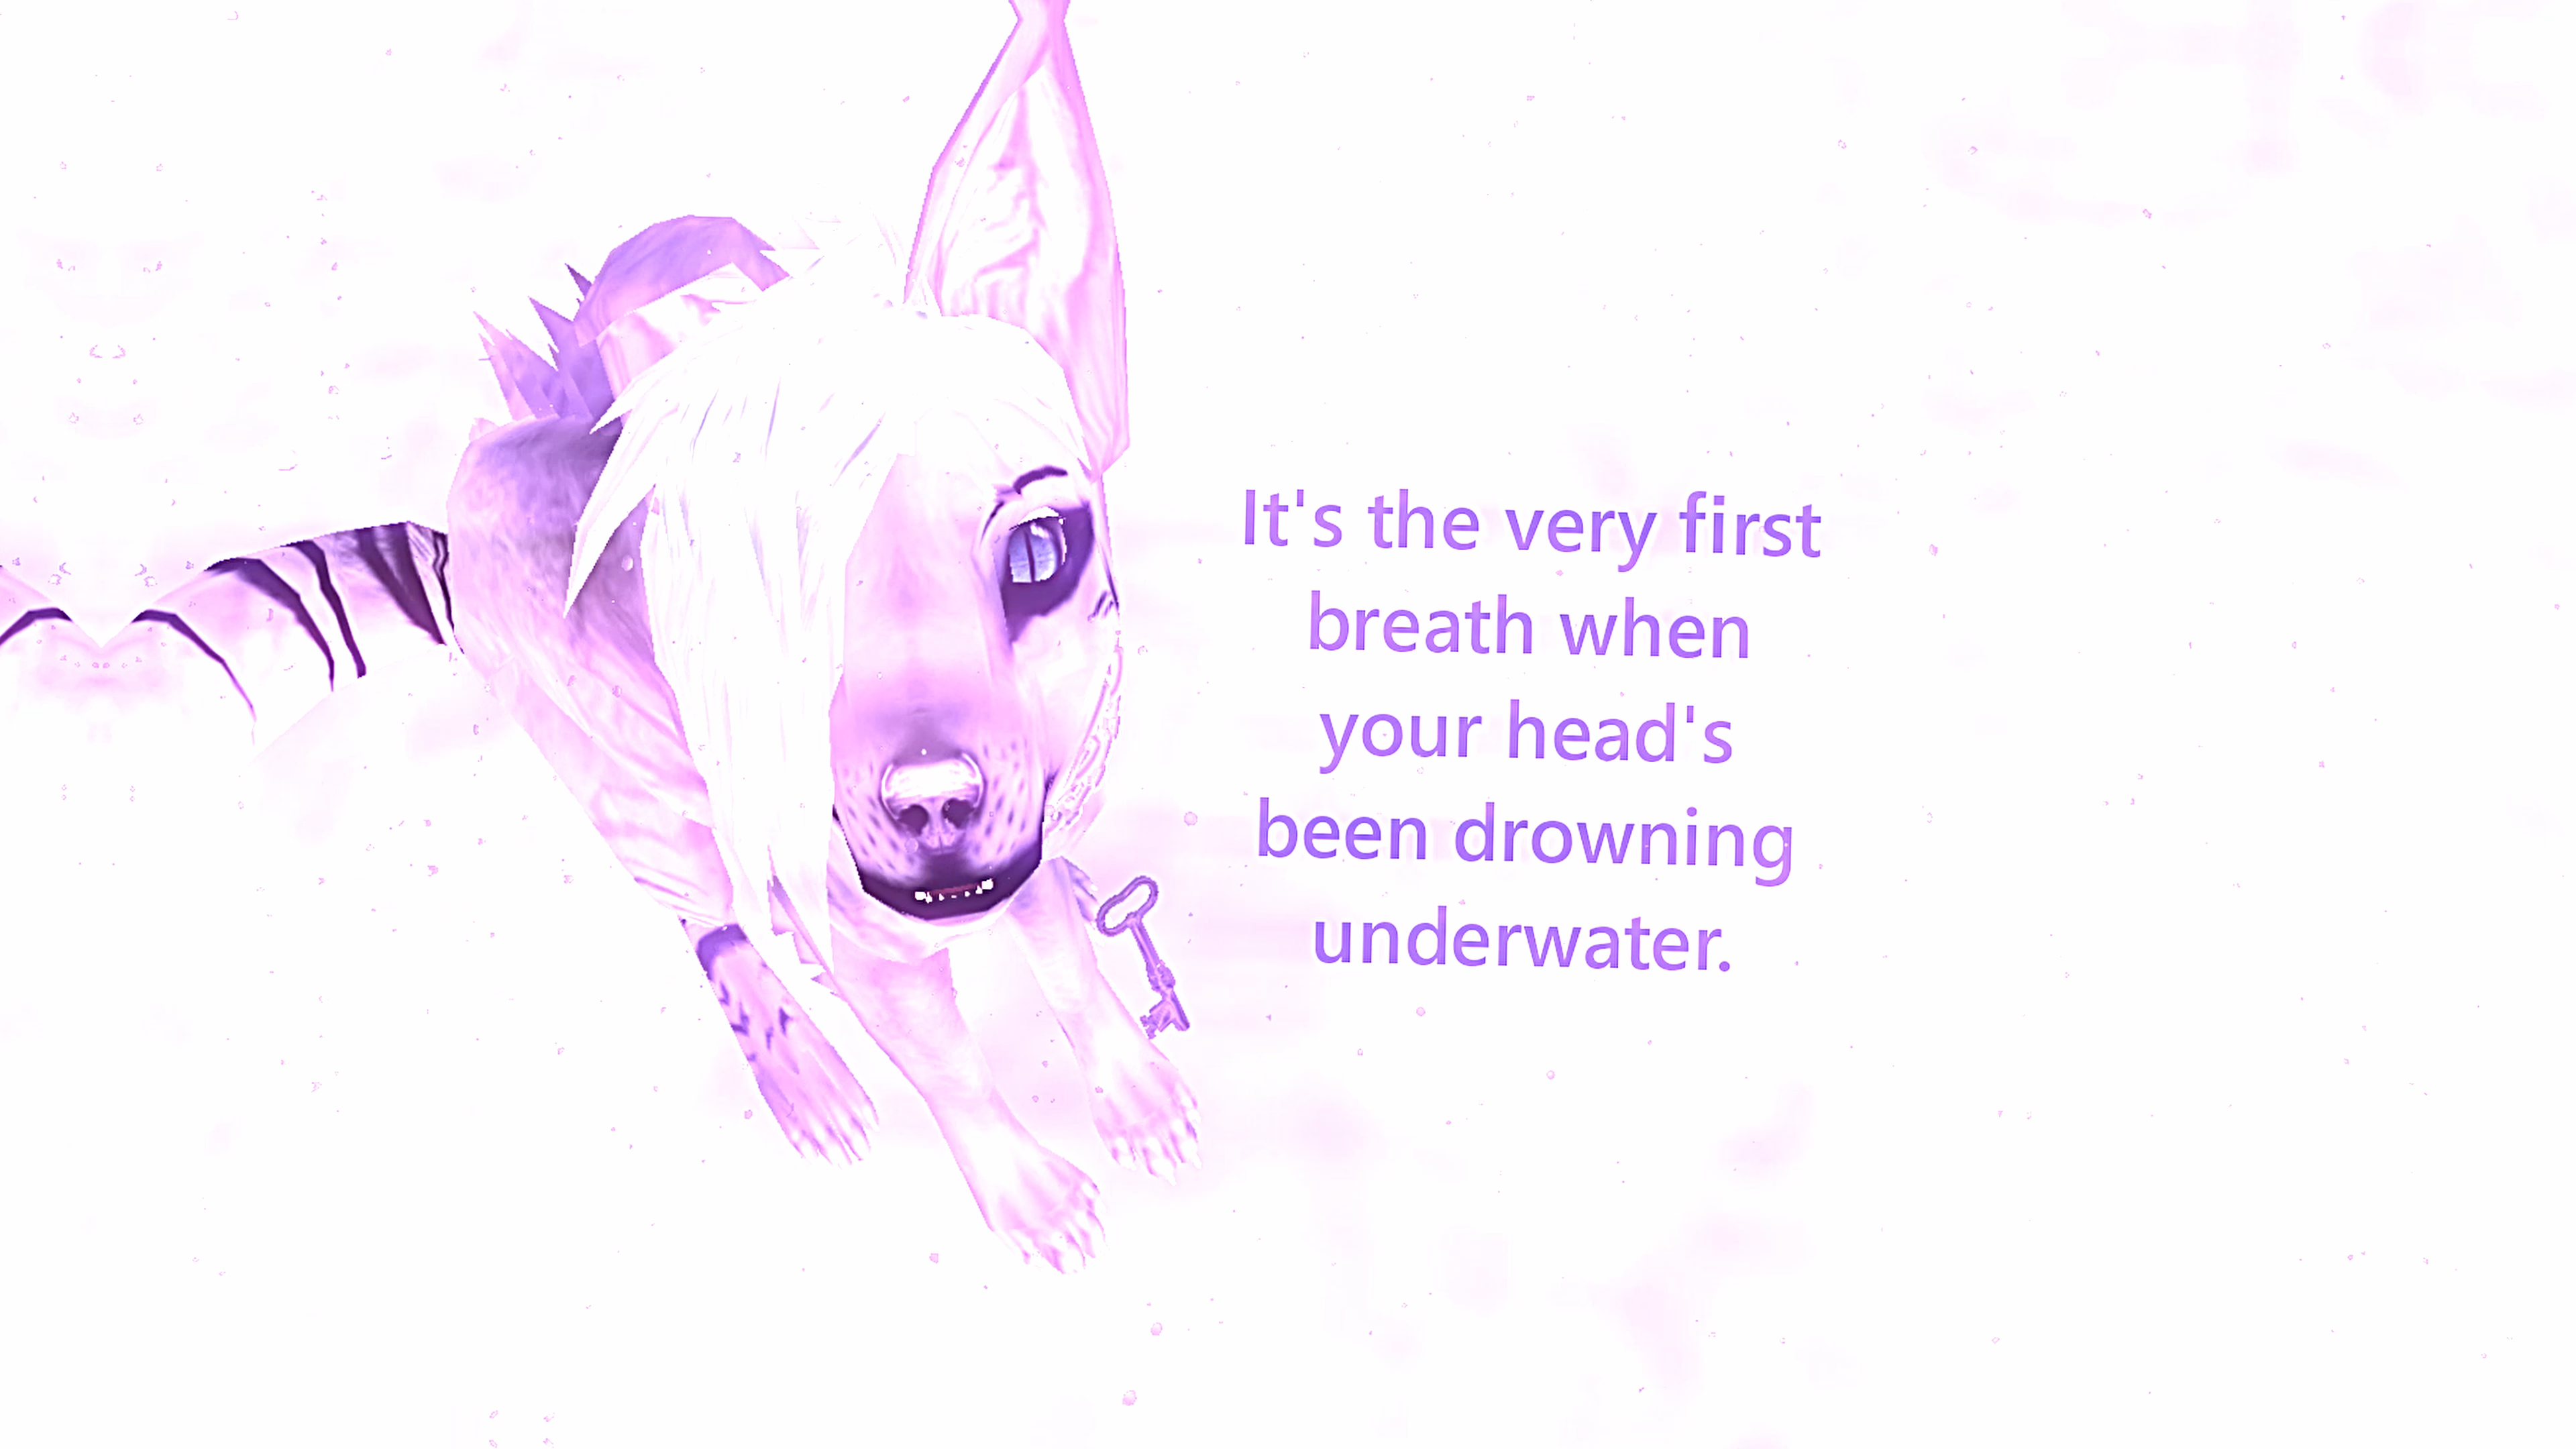 It's the very first
breath when
your head's
been drowning
underwater.